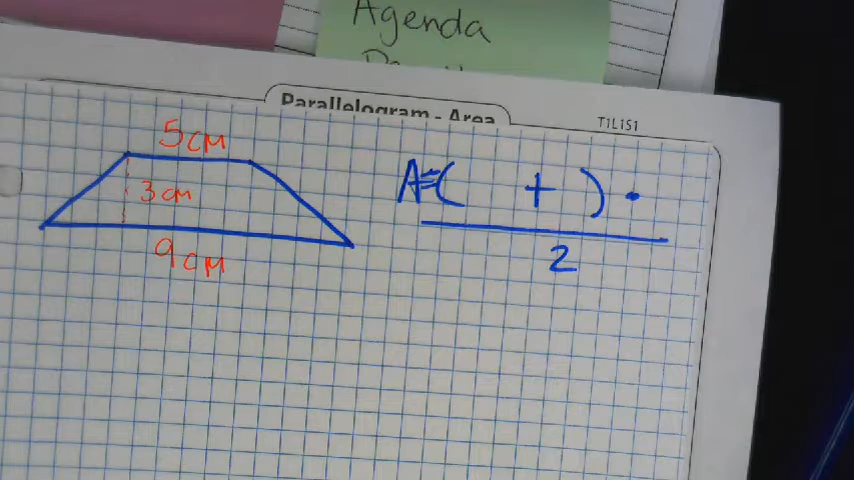 Agenda
Parallelogram - Area
T1L1S1
5cm
3cm
9cm
A=( + ) •
2